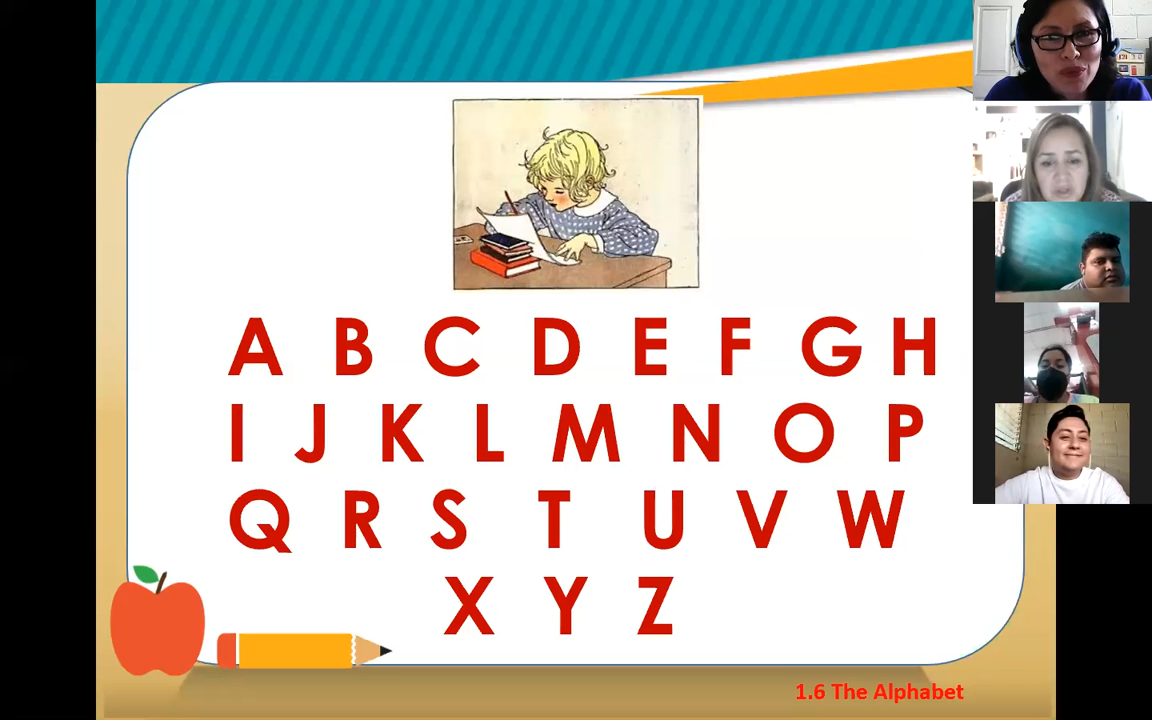 A B C D E F G H
I J K L M N O P
Q R S T U V W
X Y Z
1.6 The Alphabet